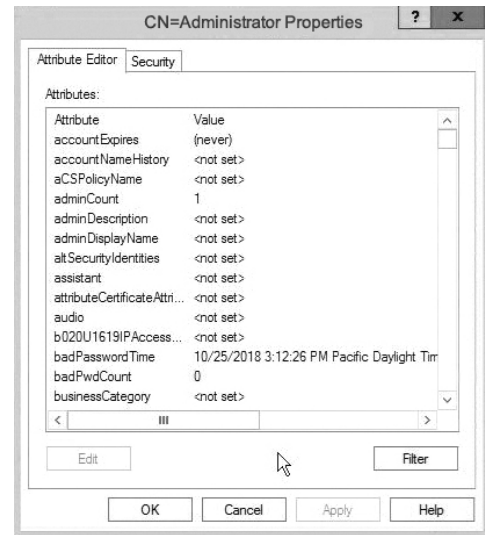 CN=Administrator Properties ? x
Attribute Editor Security
Attributes:
Attribute Value
accountExpires (never)
accountNameHistory <not set>
aCSPolicyName <not set>
adminCount 1
adminDescription <not set>
adminDisplayName <not set>
altSecurityIdentities <not set>
assistant <not set>
attributeCertificateAttri... <not set>
audio <not set>
b020U1619IPAccess... <not set>
badPasswordTime 10/25/2018 3:12:26 PM Pacific Daylight Tim
badPwdCount 0
businessCategory <not set>
Edit Filter
OK Cancel Apply Help